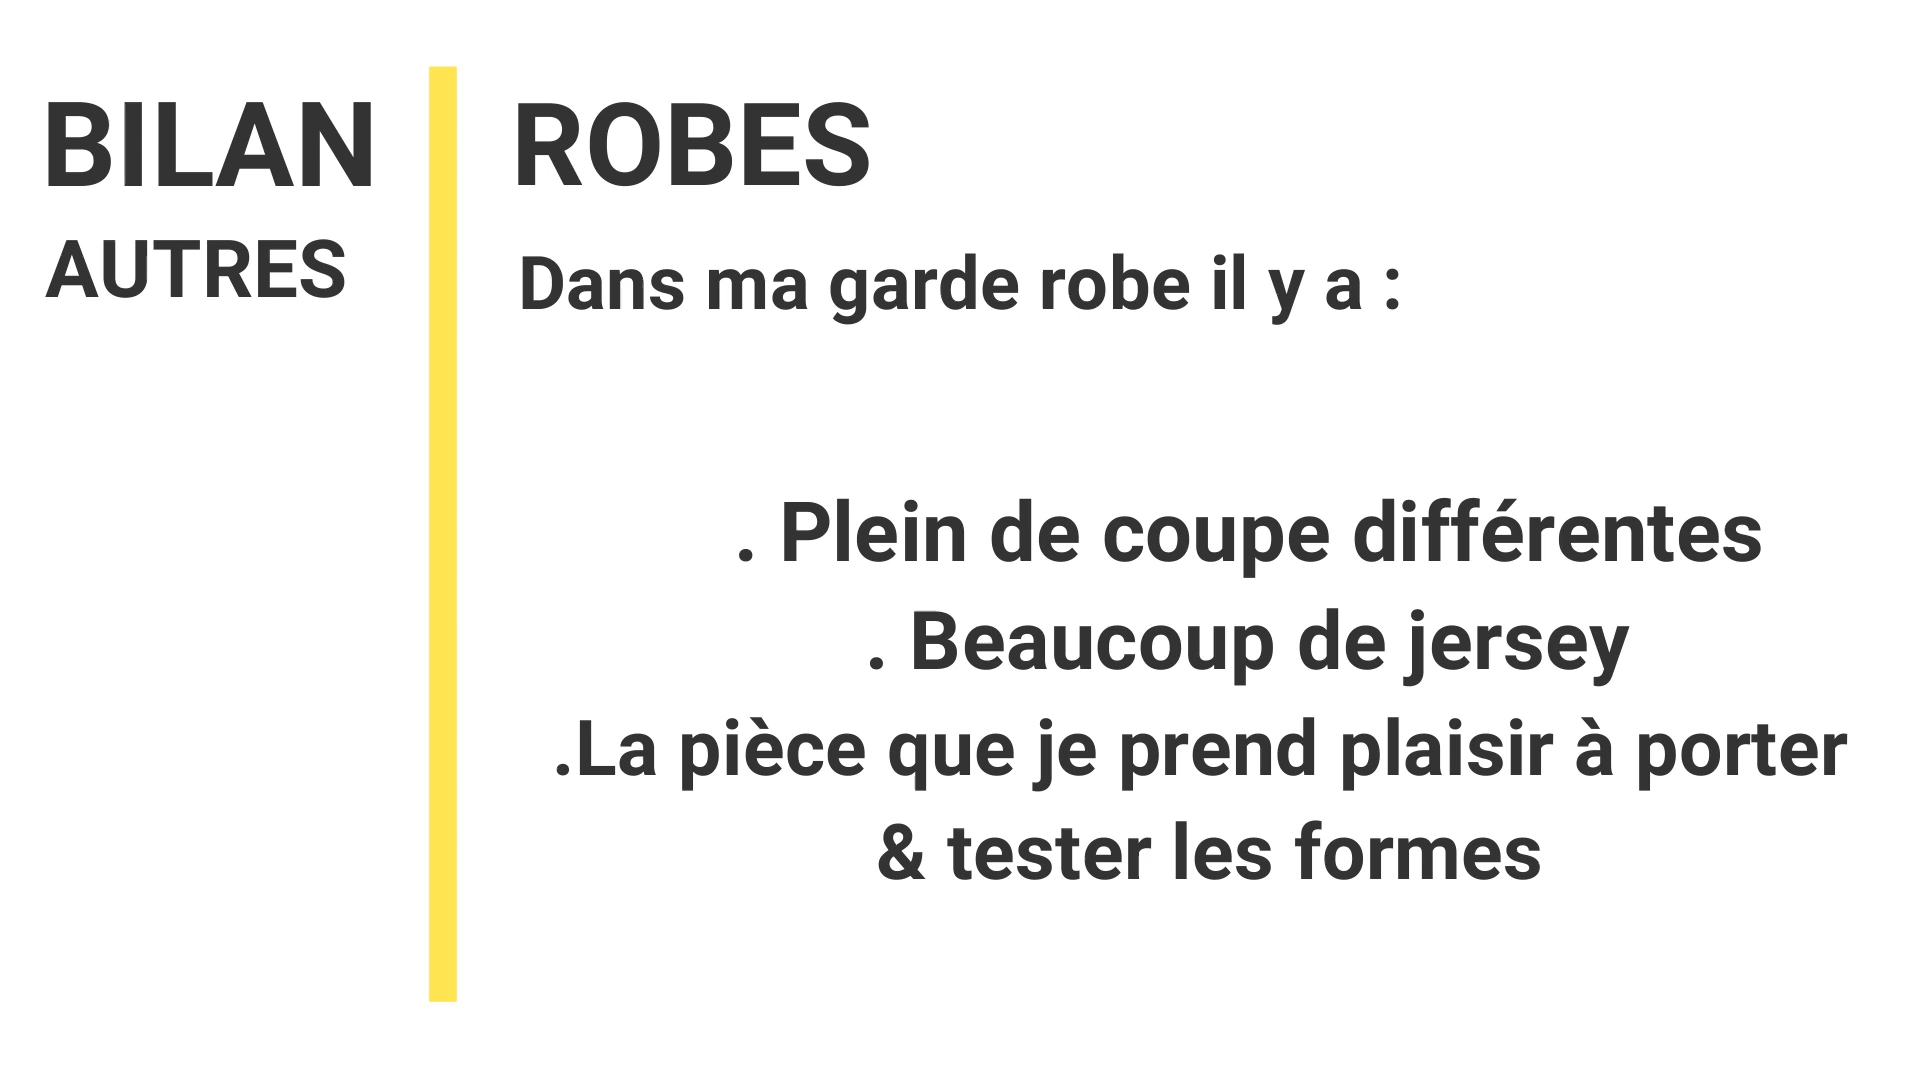 BILAN
AUTRES
ROBES
Dans ma garde robe il y a :
. Plein de coupe différentes
. Beaucoup de jersey
.La pièce que je prend plaisir à porter
& tester les formes